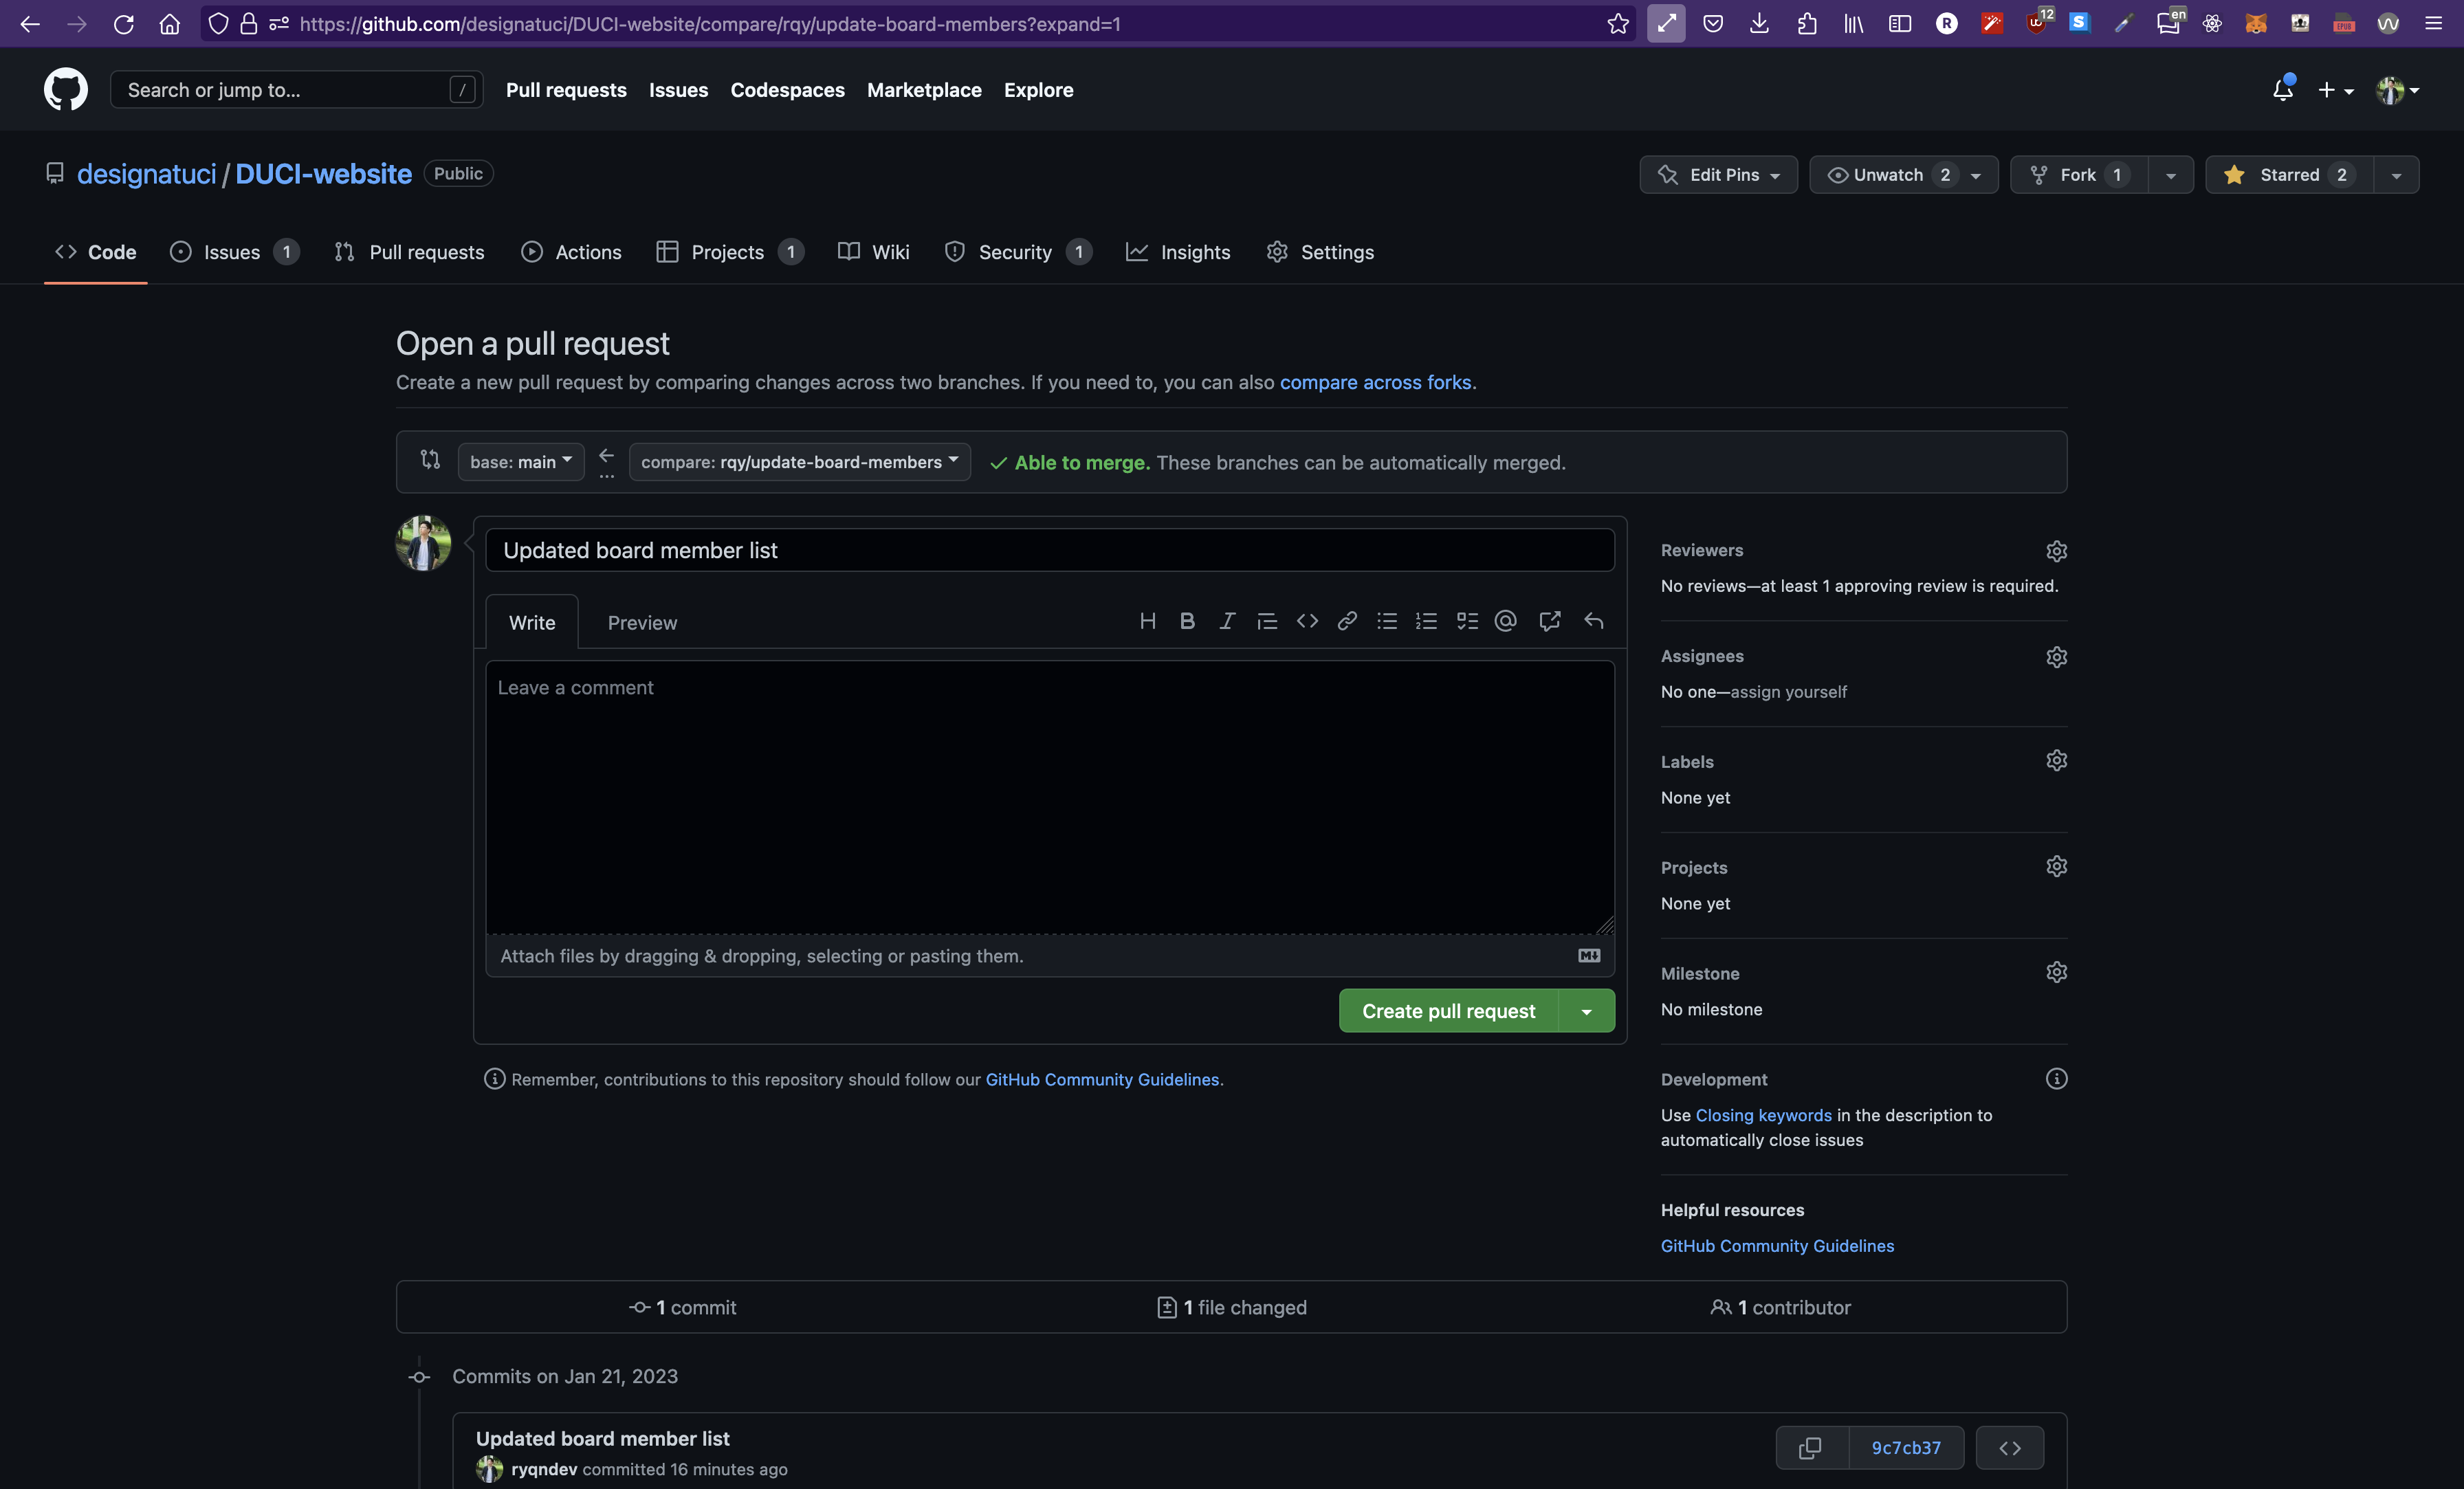 https://github.com/designatuci/DUCI-website/compare/rqy/update-board-members?expand=1
12
en
Search or jump to... /
Pull requests Issues Codespaces Marketplace Explore
designatuci / DUCI-website Public
Edit Pins Unwatch 2 Fork 1 Starred 2
Code Issues 1 Pull requests Actions Projects 1 Wiki Security 1 Insights Settings
Open a pull request
Create a new pull request by comparing changes across two branches. If you need to, you can also compare across forks.
base: main compare: rqy/update-board-members Able to merge. These branches can be automatically merged.
Updated board member list
Write Preview
Leave a comment
Attach files by dragging & dropping, selecting or pasting them.
Create pull request
Remember, contributions to this repository should follow our GitHub Community Guidelines.
Reviewers
No reviews—at least 1 approving review is required.
Assignees
No one—assign yourself
Labels
None yet
Projects
None yet
Milestone
No milestone
Development
Use Closing keywords in the description to
automatically close issues
Helpful resources
GitHub Community Guidelines
1 commit 1 file changed 1 contributor
Commits on Jan 21, 2023
Updated board member list
9c7cb37
ryqndev committed 16 minutes ago